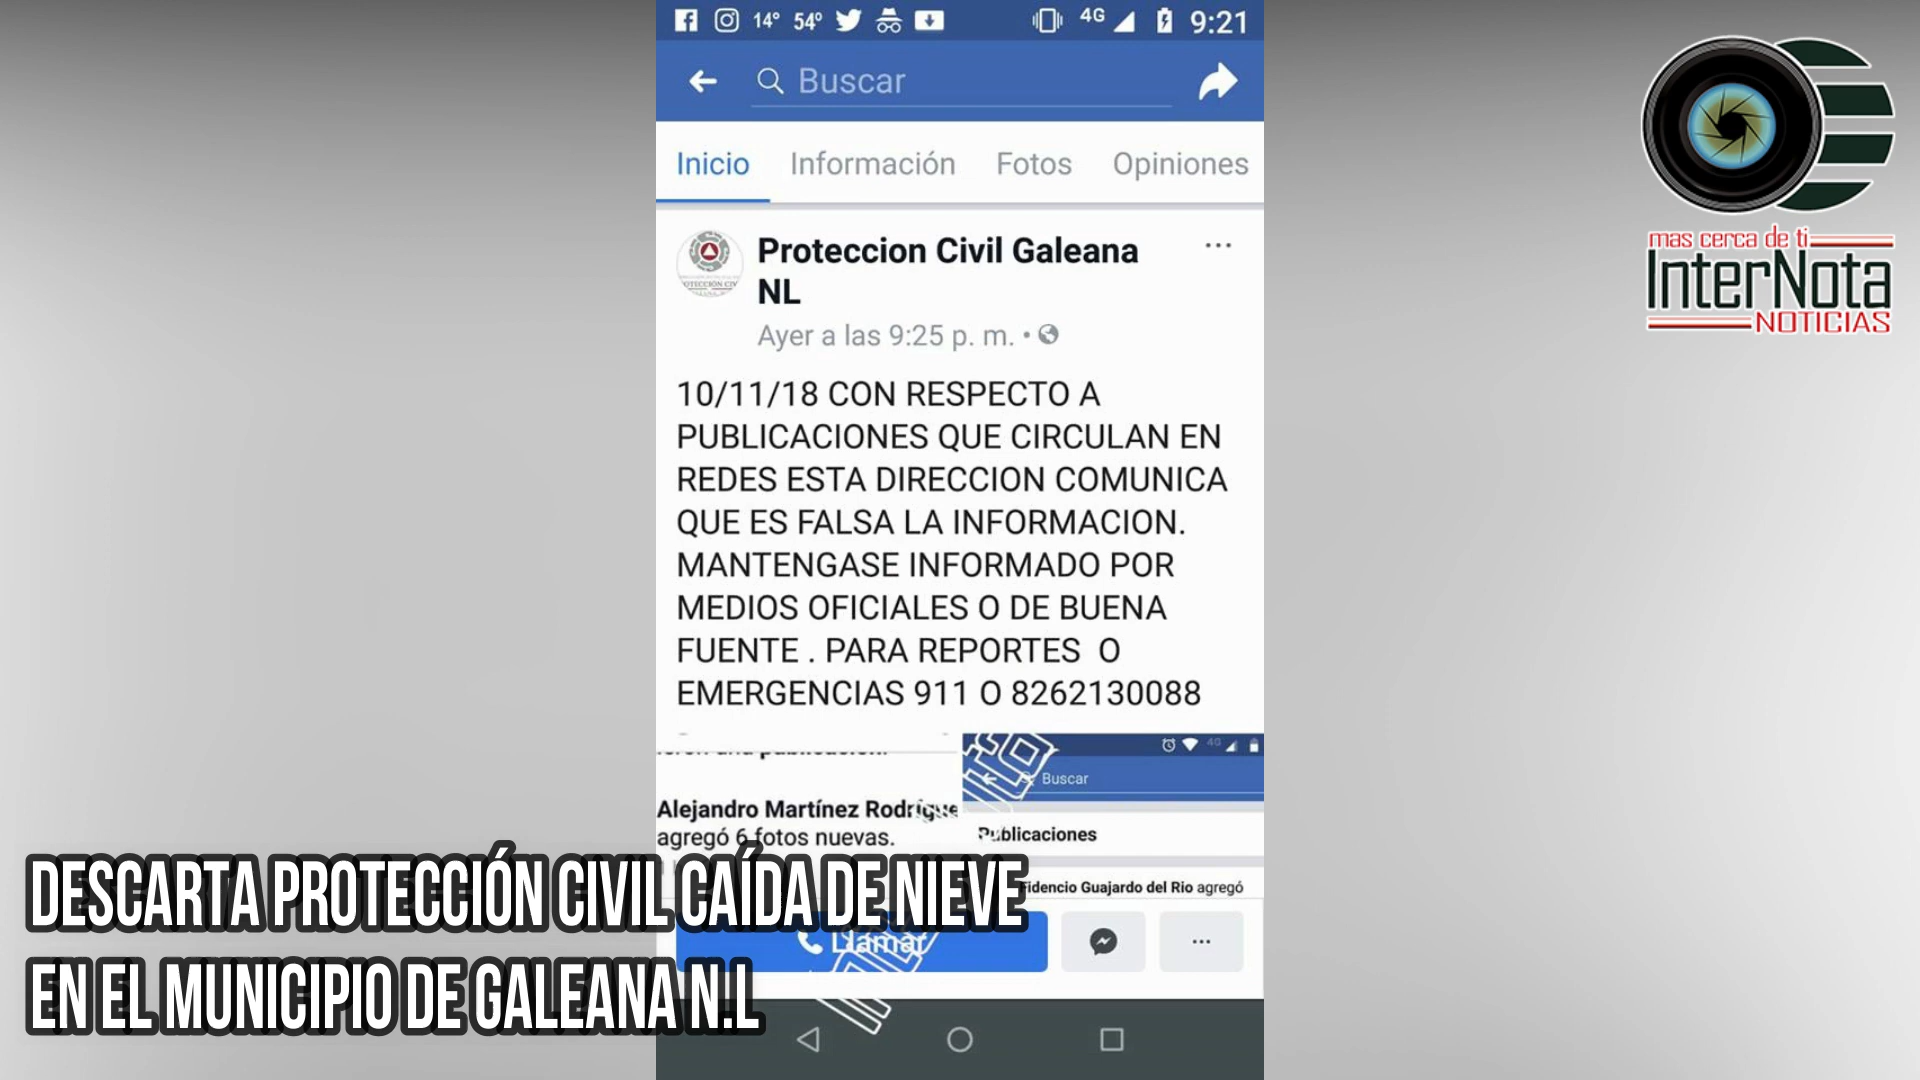 14° 54° 4G 9:21
Buscar
Inicio Información Fotos Opiniones
Proteccion Civil Galeana
NL
Ayer a las 9:25 p. m. •
10/11/18 CON RESPECTO A
PUBLICACIONES QUE CIRCULAN EN
REDES ESTA DIRECCION COMUNICA
QUE ES FALSA LA INFORMACION.
MANTENGASE INFORMADO POR
MEDIOS OFICIALES O DE BUENA
FUENTE . PARA REPORTES  O
EMERGENCIAS 911 O 8262130088
4G
Buscar
Alejandro Martínez Rodrígue
agregó 6 fotos nuevas.
Publicaciones
Fidencio Guajardo del Rio agregó
Llamar
DESCARTA PROTECCIÓN CIVIL CAÍDA DE NIEVE
EN EL MUNICIPIO DE GALEANA N.L
mas cerca de ti
InterNota
NOTICIAS